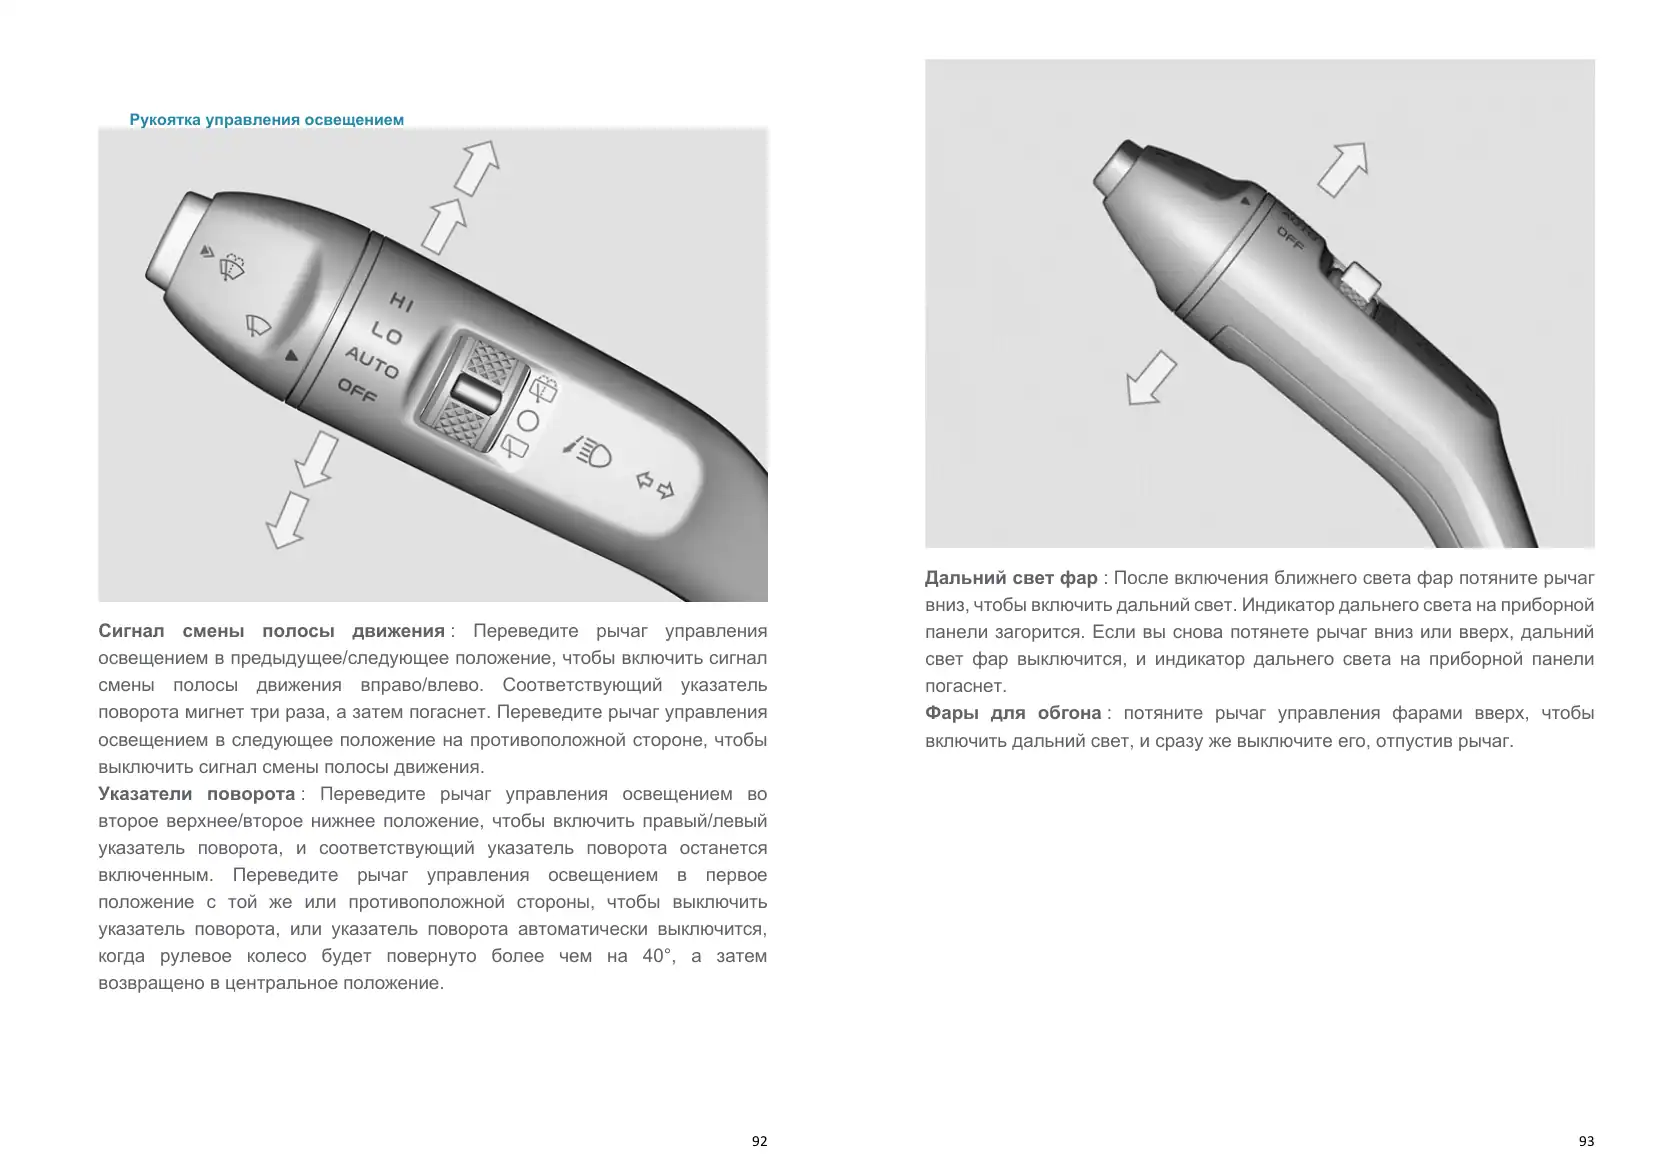 Рукоятка управления освещением
HI
LO
AUTO
OFF
Сигнал смены полосы движения : Переведите рычаг управления
освещением в предыдущее/следующее положение, чтобы включить сигнал
смены полосы движения вправо/влево. Соответствующий указатель
поворота мигнет три раза, а затем погаснет. Переведите рычаг управления
освещением в следующее положение на противоположной стороне, чтобы
выключить сигнал смены полосы движения.
Указатели поворота : Переведите рычаг управления освещением во
второе верхнее/второе нижнее положение, чтобы включить правый/левый
указатель поворота, и соответствующий указатель поворота останется
включенным. Переведите рычаг управления освещением в первое
положение с той же или противоположной стороны, чтобы выключить
указатель поворота, или указатель поворота автоматически выключится,
когда рулевое колесо будет повернуто более чем на 40°, а затем
возвращено в центральное положение.
92
AUTO
OFF
Дальний свет фар : После включения ближнего света фар потяните рычаг
вниз, чтобы включить дальний свет. Индикатор дальнего света на приборной
панели загорится. Если вы снова потянете рычаг вниз или вверх, дальний
свет фар выключится, и индикатор дальнего света на приборной панели
погаснет.
Фары для обгона : потяните рычаг управления фарами вверх, чтобы
включить дальний свет, и сразу же выключите его, отпустив рычаг.
93